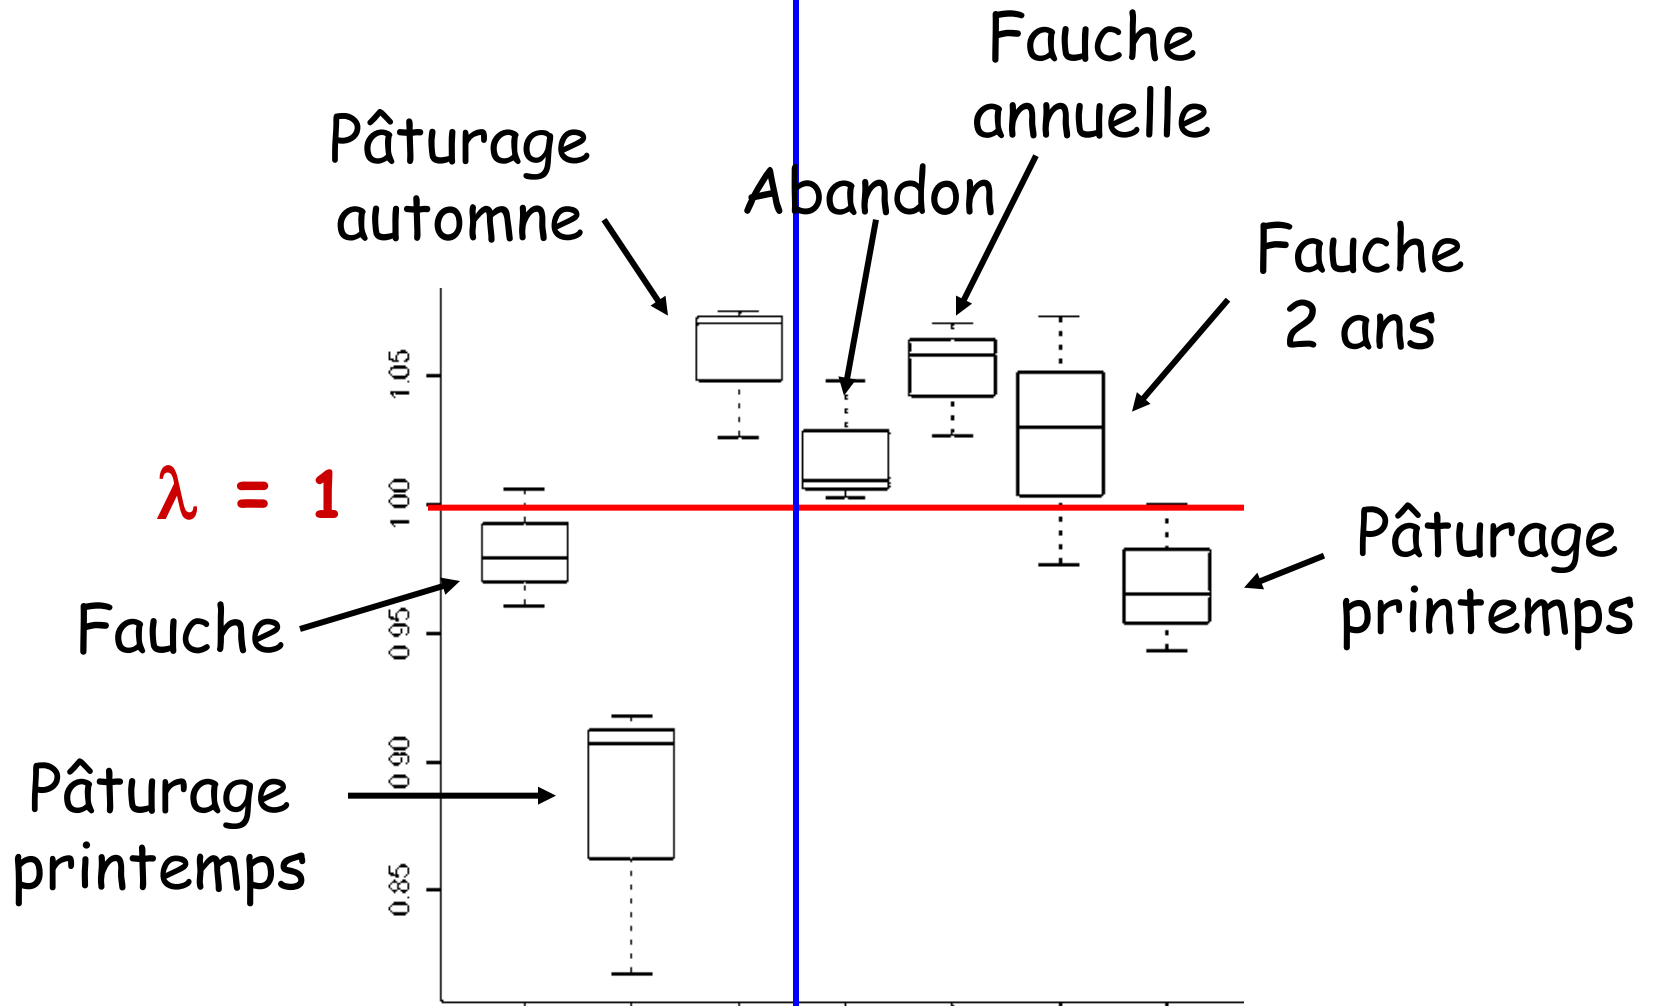 Fauche
annuelle
Pâturage
automne
Abandon
Fauche
2 ans
1.05
λ = 1
1.00
Pâturage
printemps
Fauche
0.95
Pâturage
printemps
0.90
0.85